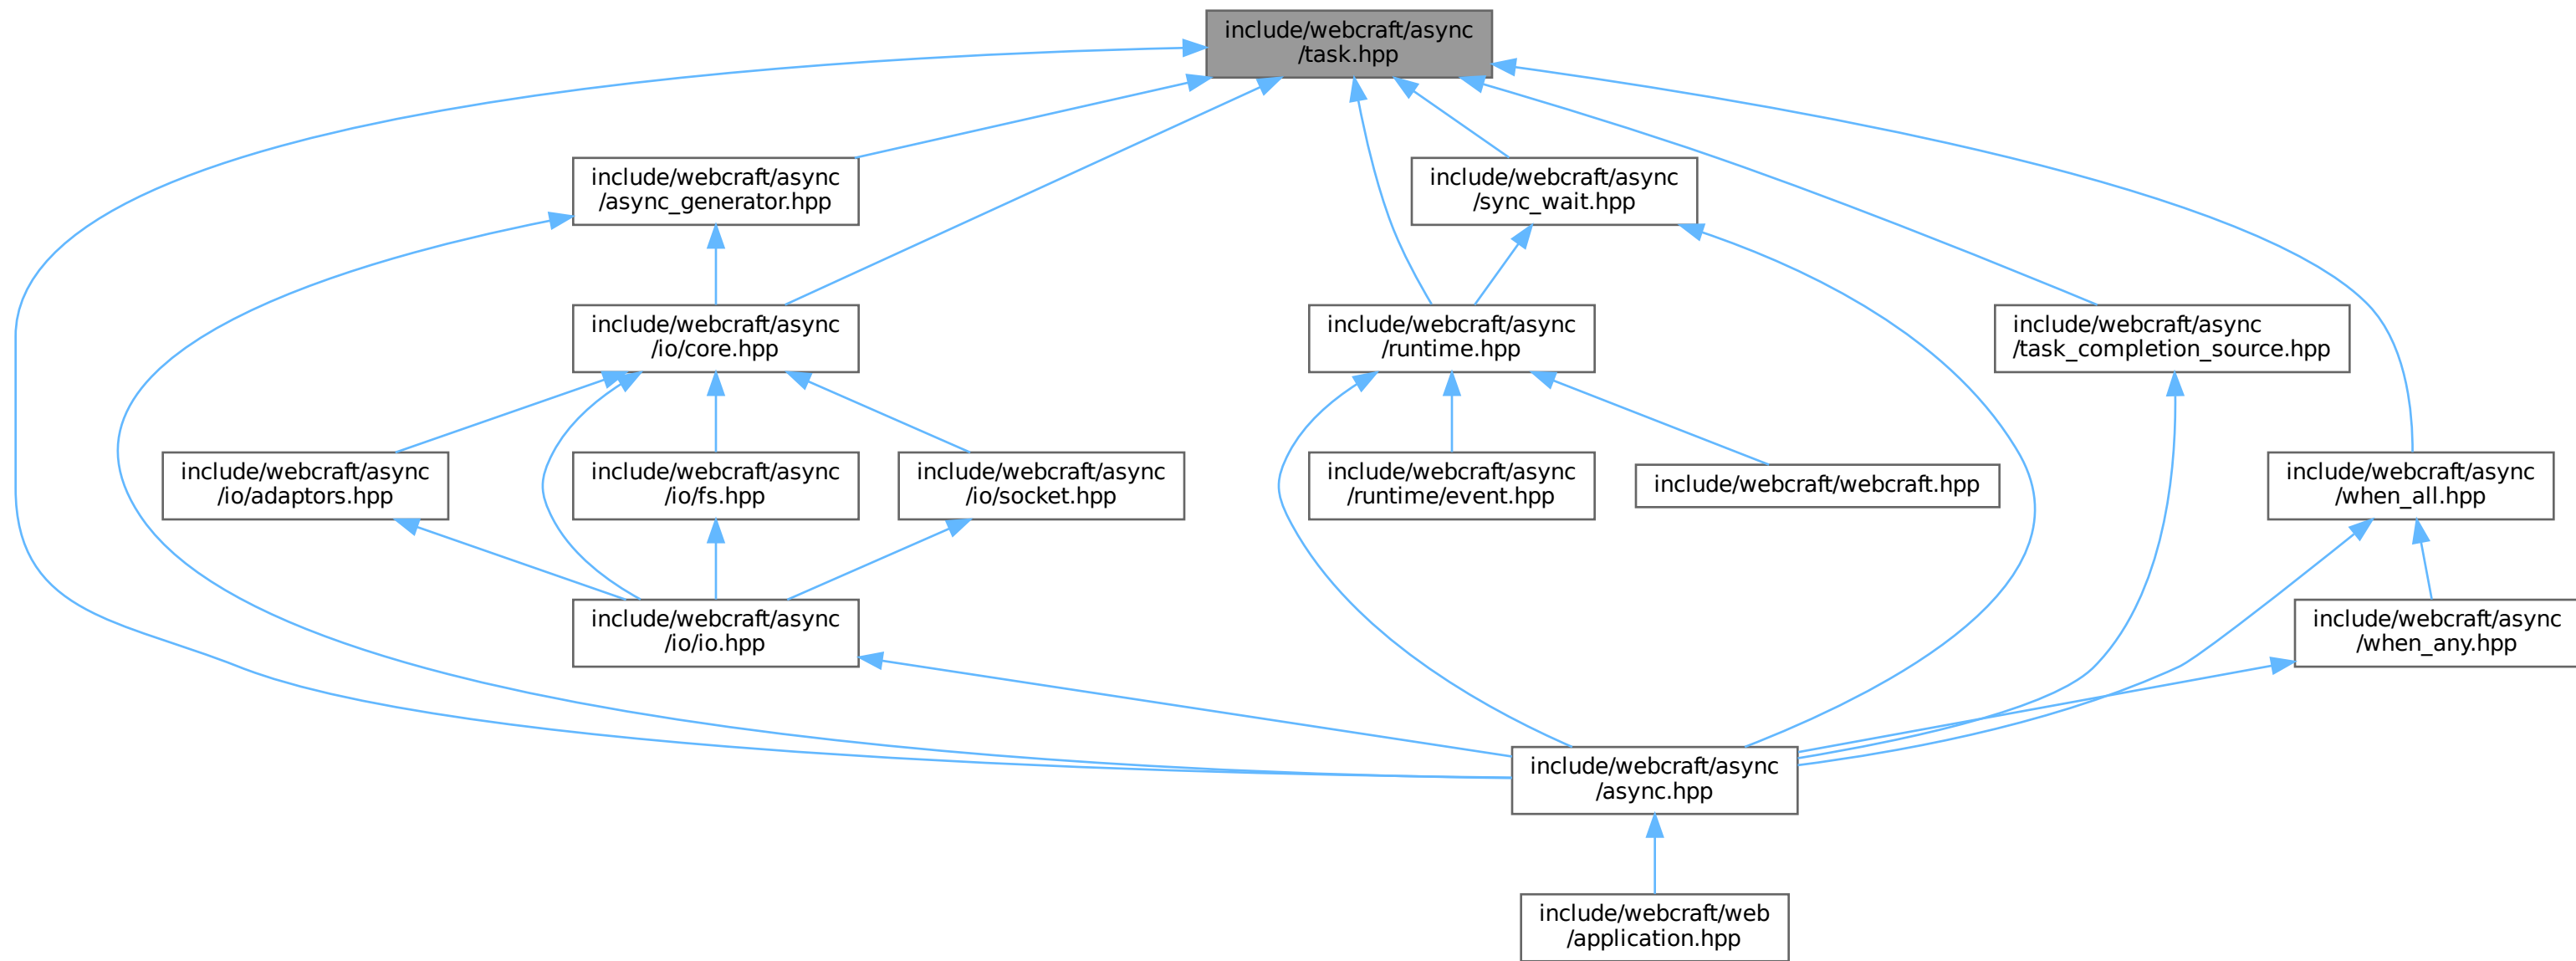 include/webcraft/async
/task.hpp
include/webcraft/async
/async_generator.hpp
include/webcraft/async
/sync_wait.hpp
include/webcraft/async
/io/core.hpp
include/webcraft/async
/runtime.hpp
include/webcraft/async
/task_completion_source.hpp
include/webcraft/async
/io/adaptors.hpp
include/webcraft/async
/io/fs.hpp
include/webcraft/async
/io/socket.hpp
include/webcraft/async
/runtime/event.hpp
include/webcraft/webcraft.hpp
include/webcraft/async
/when_all.hpp
include/webcraft/async
/io/io.hpp
include/webcraft/async
/when_any.hpp
include/webcraft/async
/async.hpp
include/webcraft/web
/application.hpp